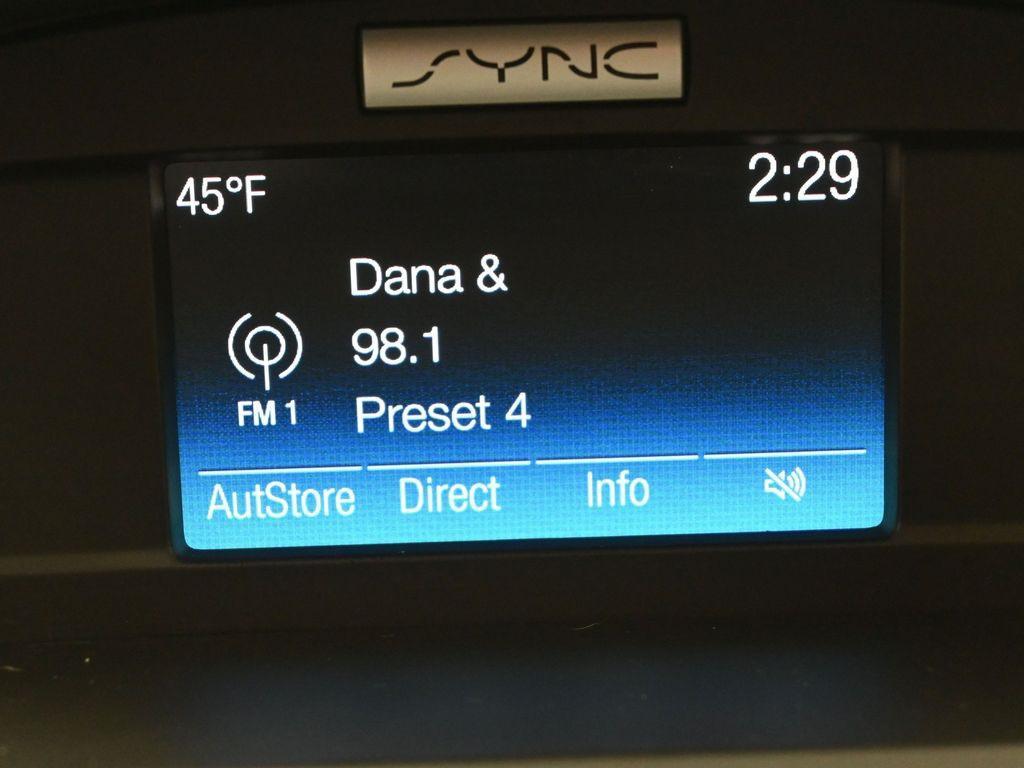 SYNC
45°F 2:29
Dana &
98.1
FM 1
Preset 4
AutStore Direct Info